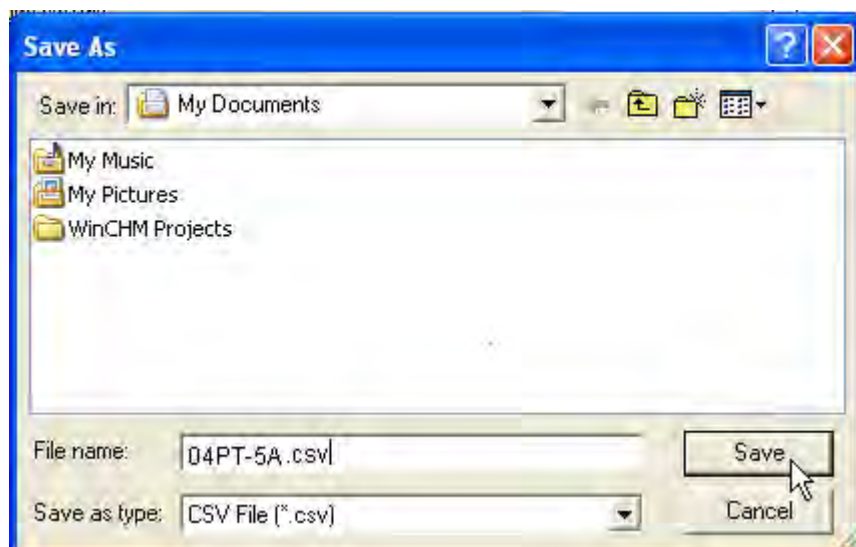 Save As
Save in: My Documents
My Music
My Pictures
WinCHM Projects
File name: 04PT-5A.csv Save
Save as type: CSV File (*.csv) Cancel